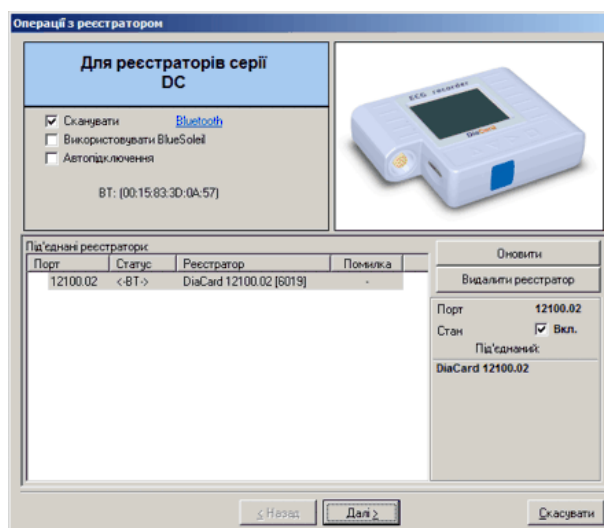 Операції з реєстратором
Для реєстраторів серії
DC
Сканувати Bluetooth
Використовувати BlueSoleil
Автопідключення
BT: (00:15:83:3D:0A:57)
ECG recorder
DiaCard
Під'єднані реєстратори:
Порт Статус Реєстратор Помилка
12100.02 <-BT-> DiaCard 12100.02 [6019] -
Оновити
Видалити реєстратор
Порт 12100.02
Стан Вкл.
Під'єднаний:
DiaCard 12100.02
< Назад Далі > Скасувати